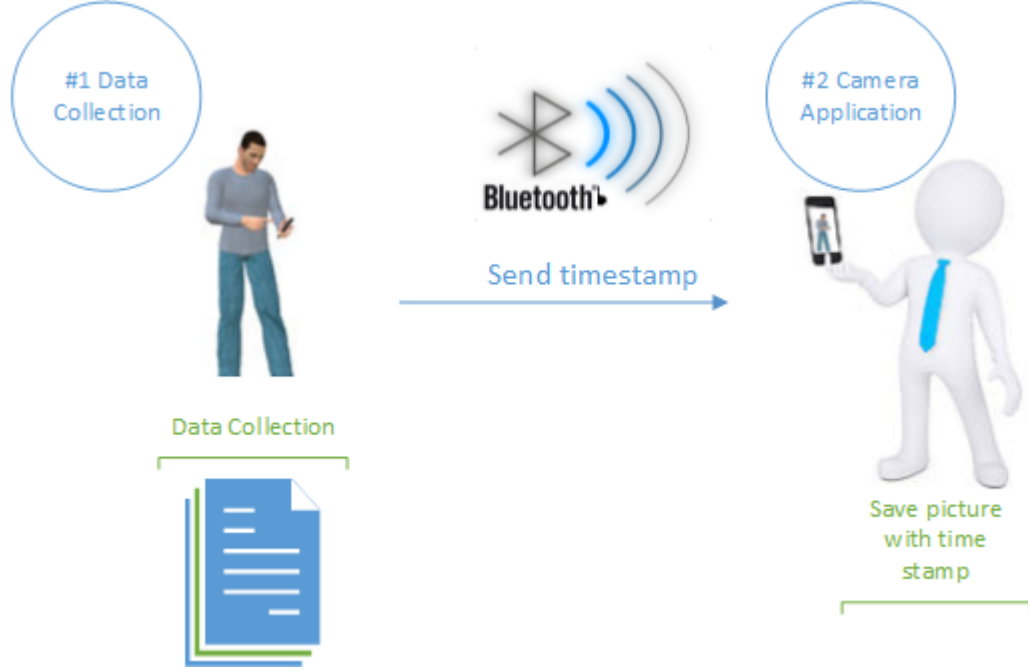 #1 Data
Collection
#2 Camera
Application
Bluetooth
Send timestamp
Data Collection
Save picture
with time
stamp